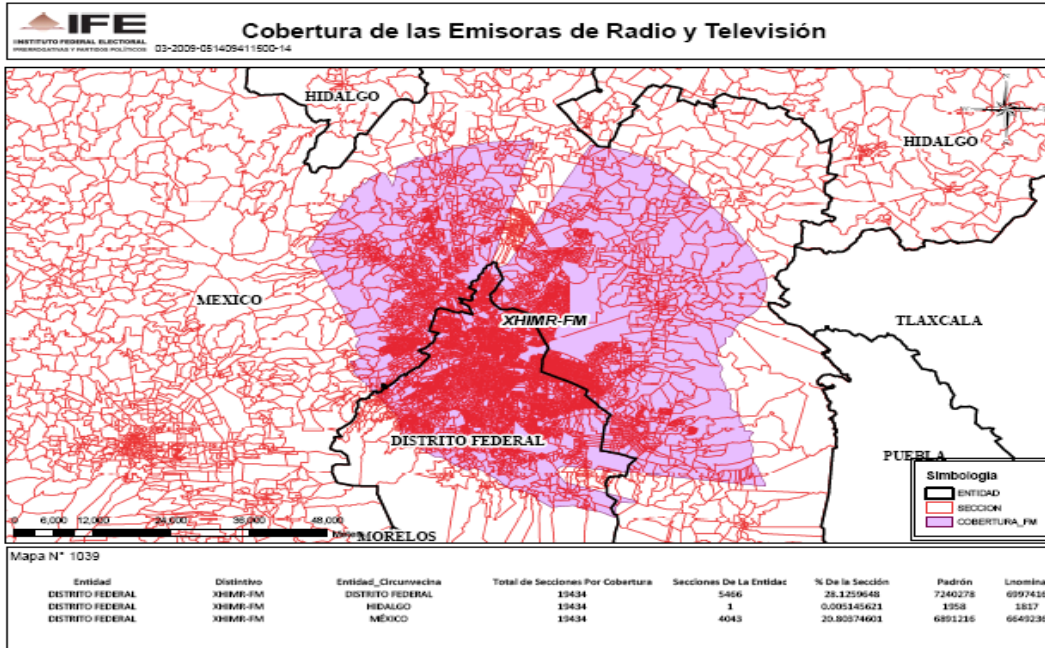 IFE
INSTITUTO FEDERAL ELECTORAL
PRERROGATIVAS Y PARTIDOS POLÍTICOS
03-2009-051409411500-14
Cobertura de las Emisoras de Radio y Televisión
HIDALGO
HIDALGO
MEXICO
XHIMR-FM
TLAXCALA
DISTRITO FEDERAL
PUEBLA
MORELOS
0 6,000 12,000 24,000 36,000 48,000
Simbologia
ENTIDAD
SECCION
COBERTURA_FM
Mapa N° 1039
Entidad Distintivo Entidad_Circunvecina Total de Secciones Por Cobertura Secciones De La Entidac % De la Sección Padrón Lnomina
DISTRITO FEDERAL XHIMR-FM DISTRITO FEDERAL 19434 5466 28.1259648 7240278 6997416
DISTRITO FEDERAL XHIMR-FM HIDALGO 19434 1 0.005145621 1958 1817
DISTRITO FEDERAL XHIMR-FM MÉXICO 19434 4043 20.80374601 6891216 6649236